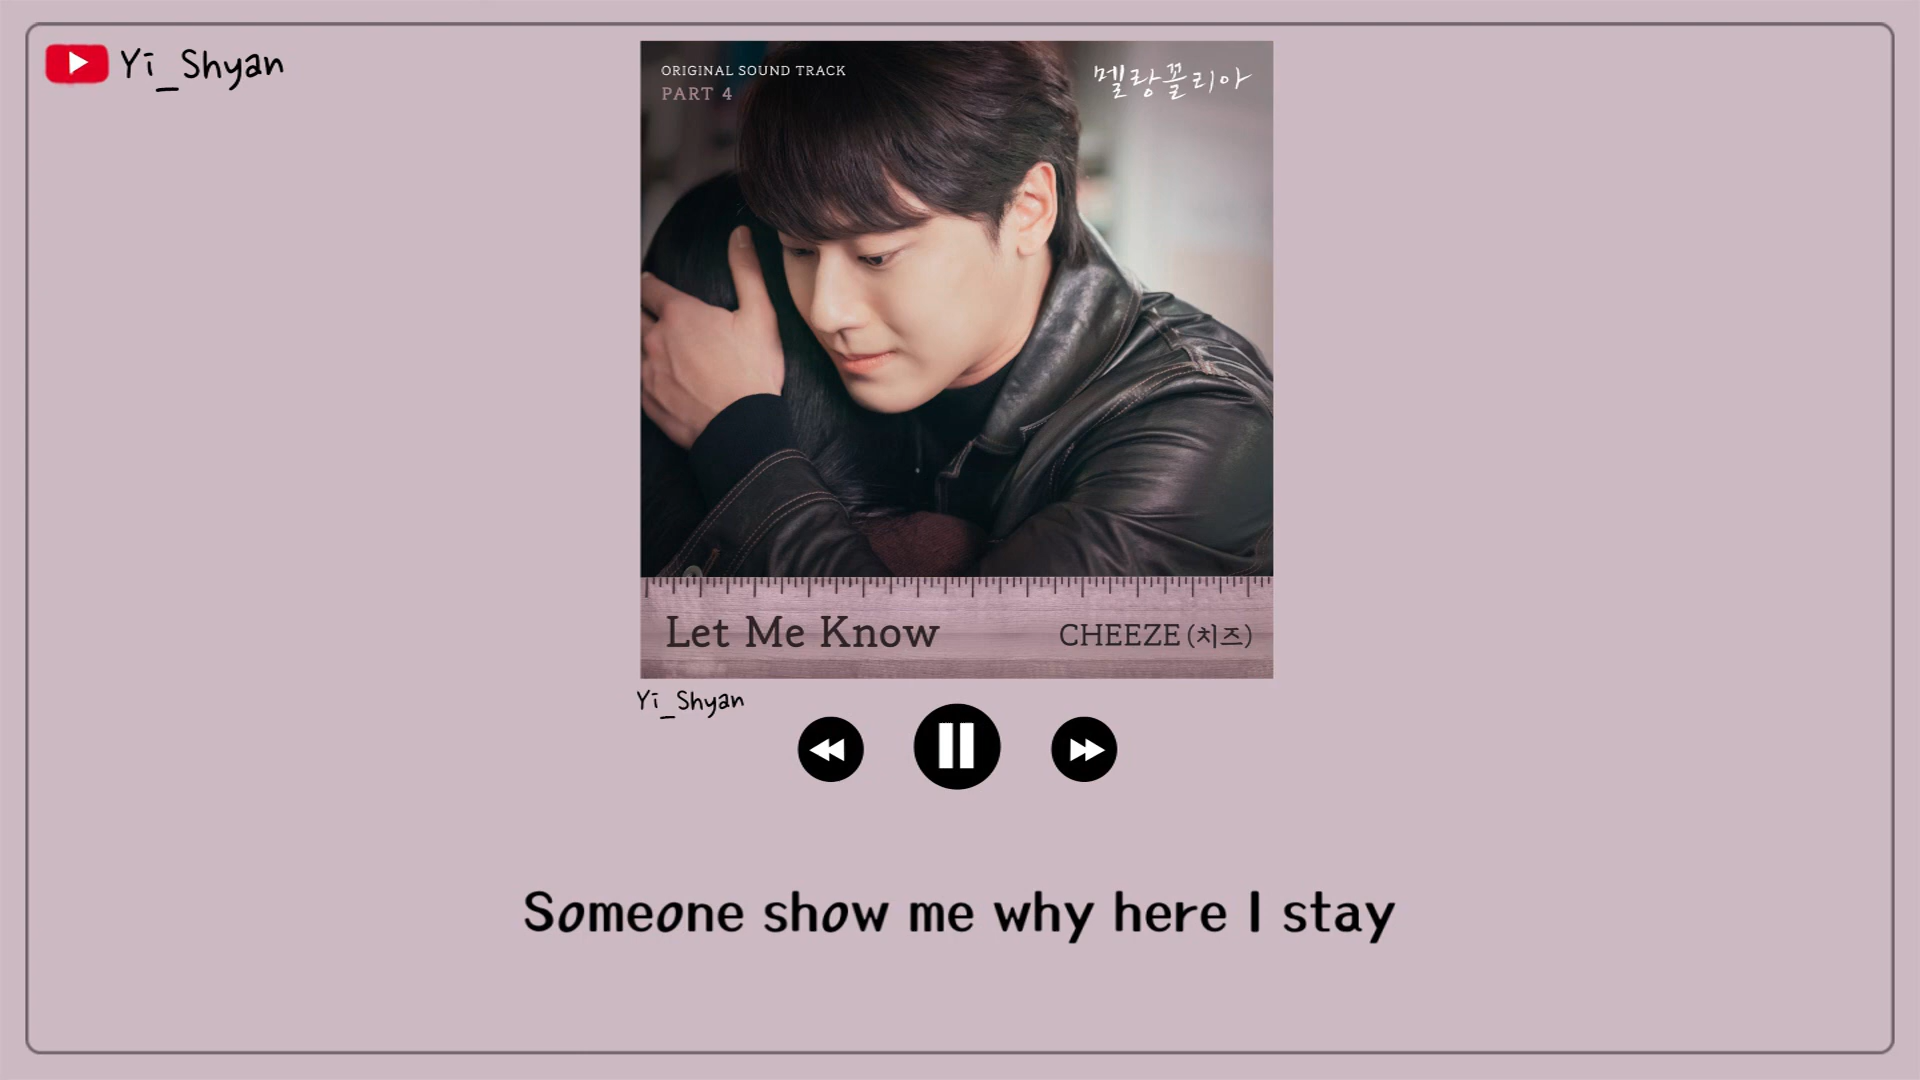 Yi_Shyan
ORIGINAL SOUND TRACK
PART 4
멜랑꼴리아
Let Me Know
CHEEZE (치즈)
Yi_Shyan
Someone show me why here I stay